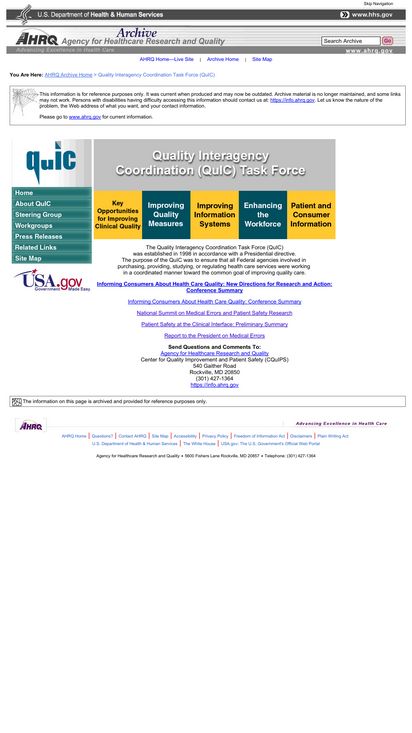 Skip Navigation
U.S. Department of Health & Human Services
www.hhs.gov
Archive
AHRQ Agency for Healthcare Research and Quality
Search Archive Go
Advancing Excellence in Health Care
www.ahrq.gov
AHRQ Home—Live Site | Archive Home | Site Map
You Are Here: AHRQ Archive Home > Quality Interagency Coordination Task Force (QuIC)
This information is for reference purposes only. It was current when produced and may now be outdated. Archive material is no longer maintained, and some links
may not work. Persons with disabilities having difficulty accessing this information should contact us at: https://info.ahrq.gov. Let us know the nature of the
problem, the Web address of what you want, and your contact information.
Please go to www.ahrq.gov for current information.
quIC
Quality Interagency
Coordination (QuIC) Task Force
Home
About QuIC
Steering Group
Workgroups
Press Releases
Related Links
Site Map
Key
Opportunities
for Improving
Clinical Quality
Improving
Quality
Measures
Improving
Information
Systems
Enhancing
the
Workforce
Patient and
Consumer
Information
USA.gov
Government Made Easy
The Quality Interagency Coordination Task Force (QuIC)
was established in 1998 in accordance with a Presidential directive.
The purpose of the QuIC was to ensure that all Federal agencies involved in
purchasing, providing, studying, or regulating health care services were working
in a coordinated manner toward the common goal of improving quality care.
Informing Consumers About Health Care Quality: New Directions for Research and Action:
Conference Summary
Informing Consumers About Health Care Quality: Conference Summary
National Summit on Medical Errors and Patient Safety Research
Patient Safety at the Clinical Interface: Preliminary Summary
Report to the President on Medical Errors
Send Questions and Comments To:
Agency for Healthcare Research and Quality
Center for Quality Improvement and Patient Safety (CQuIPS)
540 Gaither Road
Rockville, MD 20850
(301) 427-1364
https://info.ahrq.gov
The information on this page is archived and provided for reference purposes only.
AHRQ
Advancing Excellence in Health Care
AHRQ Home | Questions? | Contact AHRQ | Site Map | Accessibility | Privacy Policy | Freedom of Information Act | Disclaimers | Plain Writing Act
U.S. Department of Health & Human Services | The White House | USA.gov: The U.S. Government's Official Web Portal
Agency for Healthcare Research and Quality • 5600 Fishers Lane Rockville, MD 20857 • Telephone: (301) 427-1364